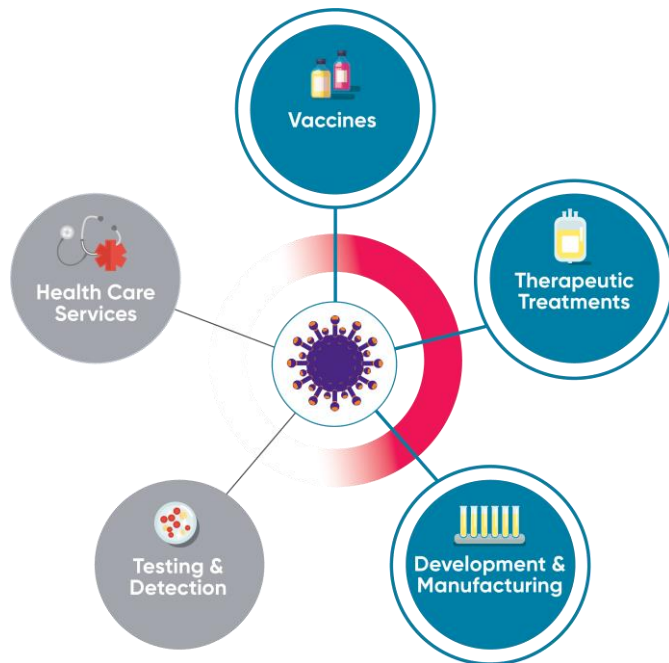 Vaccines
Therapeutic
Treatments
Development &
Manufacturing
Testing &
Detection
Health Care
Services